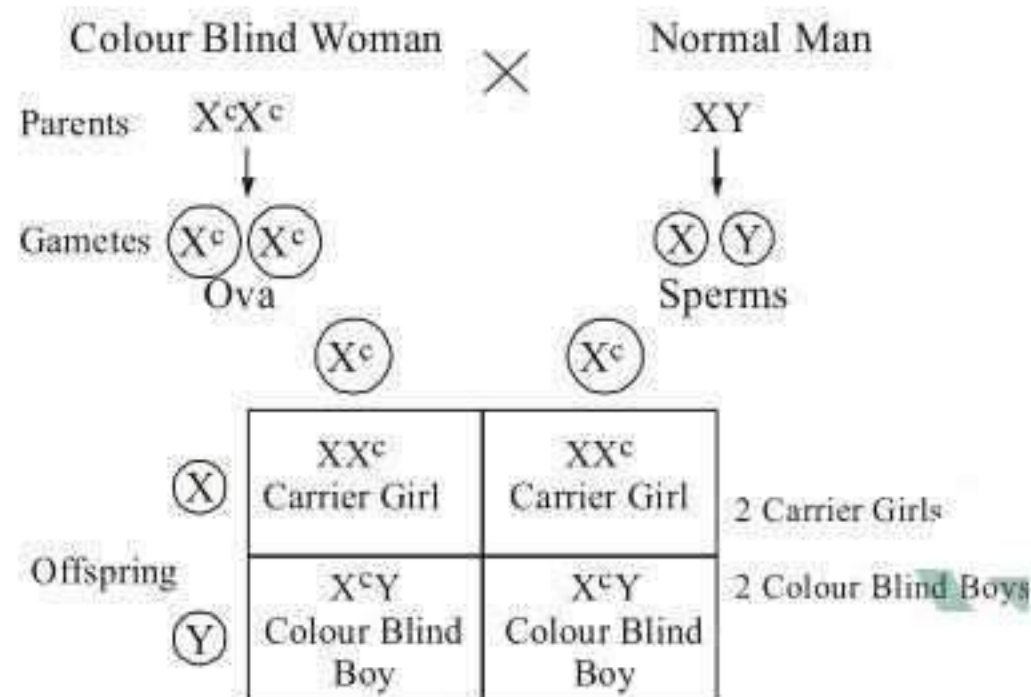 Colour Blind Woman × Normal Man
Parents XᶜXᶜ XY
Gametes Xᶜ Xᶜ X Y
Ova Sperms
Xᶜ Xᶜ
X XXᶜ XXᶜ
Carrier Girl Carrier Girl 2 Carrier Girls
Offspring XᶜY XᶜY 2 Colour Blind Boys
Y Colour Blind Colour Blind
Boy Boy